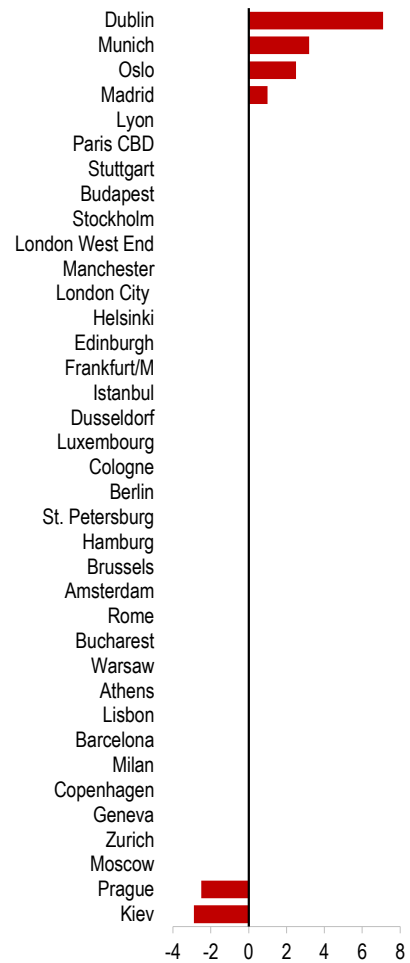 Dublin
Munich
Oslo
Madrid
Lyon
Paris CBD
Stuttgart
Budapest
Stockholm
London West End
Manchester
London City
Helsinki
Edinburgh
Frankfurt/M
Istanbul
Dusseldorf
Luxembourg
Cologne
Berlin
St. Petersburg
Hamburg
Brussels
Amsterdam
Rome
Bucharest
Warsaw
Athens
Lisbon
Barcelona
Milan
Copenhagen
Geneva
Zurich
Moscow
Prague
Kiev
-4 -2 0 2 4 6 8